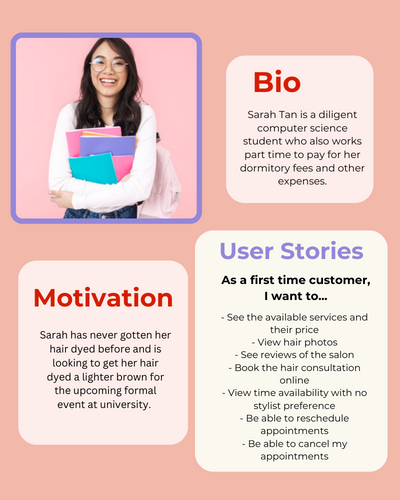 Bio
Sarah Tan is a diligent
computer science
student who also works
part time to pay for her
dormitory fees and other
expenses.
Motivation
Sarah has never gotten her
hair dyed before and is
looking to get her hair
dyed a lighter brown for
the upcoming formal
event at university.
User Stories
As a first time customer,
I want to...
- See the available services and
their price
- View hair photos
- See reviews of the salon
- Book the hair consultation
online
- View time availability with no
stylist preference
- Be able to reschedule
appointments
- Be able to cancel my
appointments